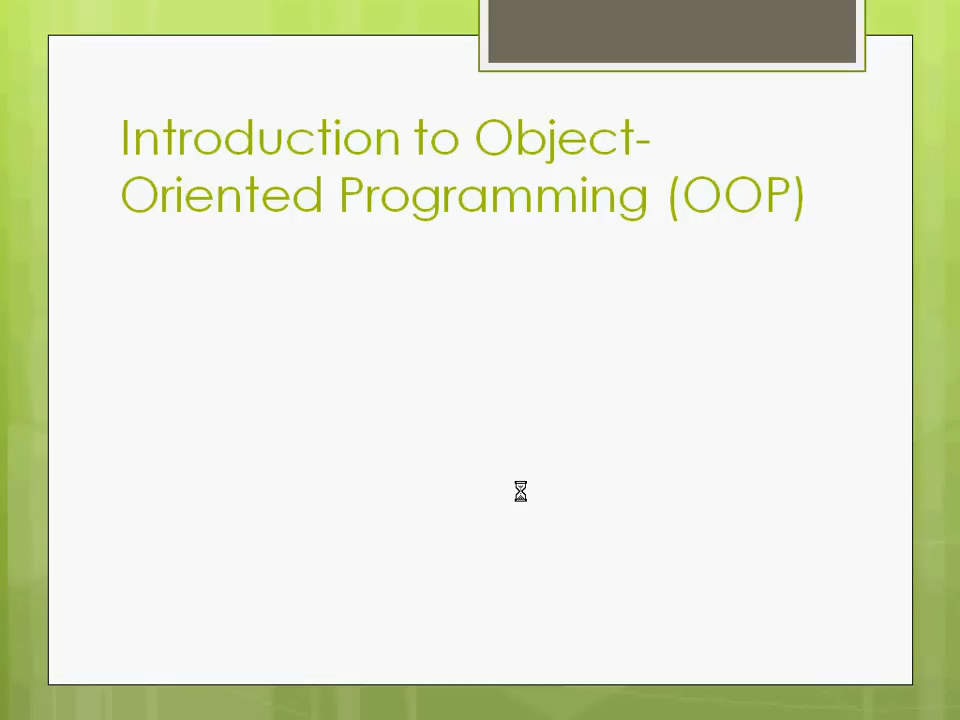 Introduction to Object-
Oriented Programming (OOP)